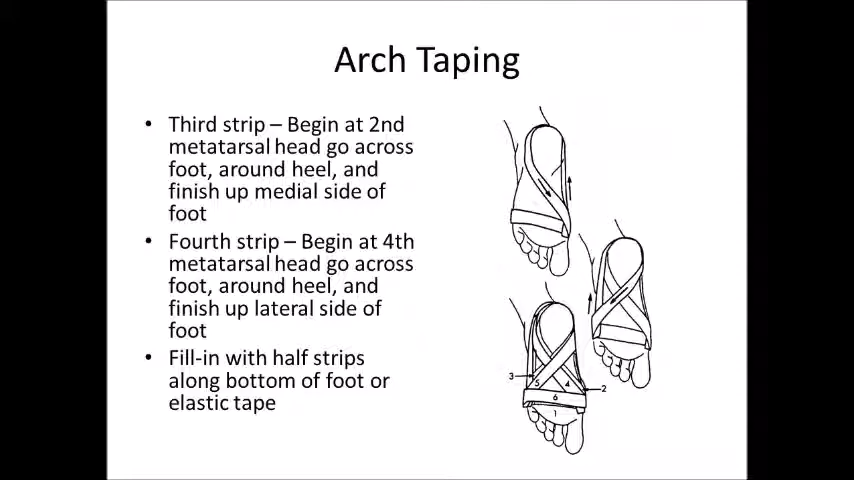 Arch Taping
• Third strip – Begin at 2nd
metatarsal head go across
foot, around heel, and
finish up medial side of
foot
• Fourth strip – Begin at 4th
metatarsal head go across
foot, around heel, and
finish up lateral side of
foot
• Fill-in with half strips
along bottom of foot or
elastic tape
3 5 4 2
6
1